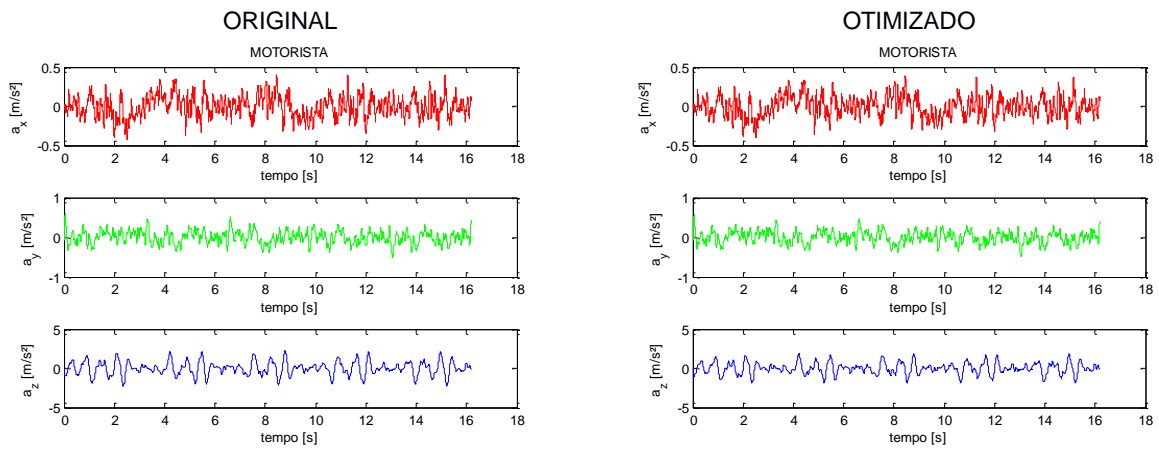 ORIGINAL
MOTORISTA
a_x [m/s²]
0.5
0
-0.5
0 2 4 6 8 10 12 14 16 18
tempo [s]
a_y [m/s²]
1
0
-1
0 2 4 6 8 10 12 14 16 18
tempo [s]
a_z [m/s²]
5
0
-5
0 2 4 6 8 10 12 14 16 18
tempo [s]
OTIMIZADO
MOTORISTA
a_x [m/s²]
0.5
0
-0.5
0 2 4 6 8 10 12 14 16 18
tempo [s]
a_y [m/s²]
1
0
-1
0 2 4 6 8 10 12 14 16 18
tempo [s]
a_z [m/s²]
5
0
-5
0 2 4 6 8 10 12 14 16 18
tempo [s]